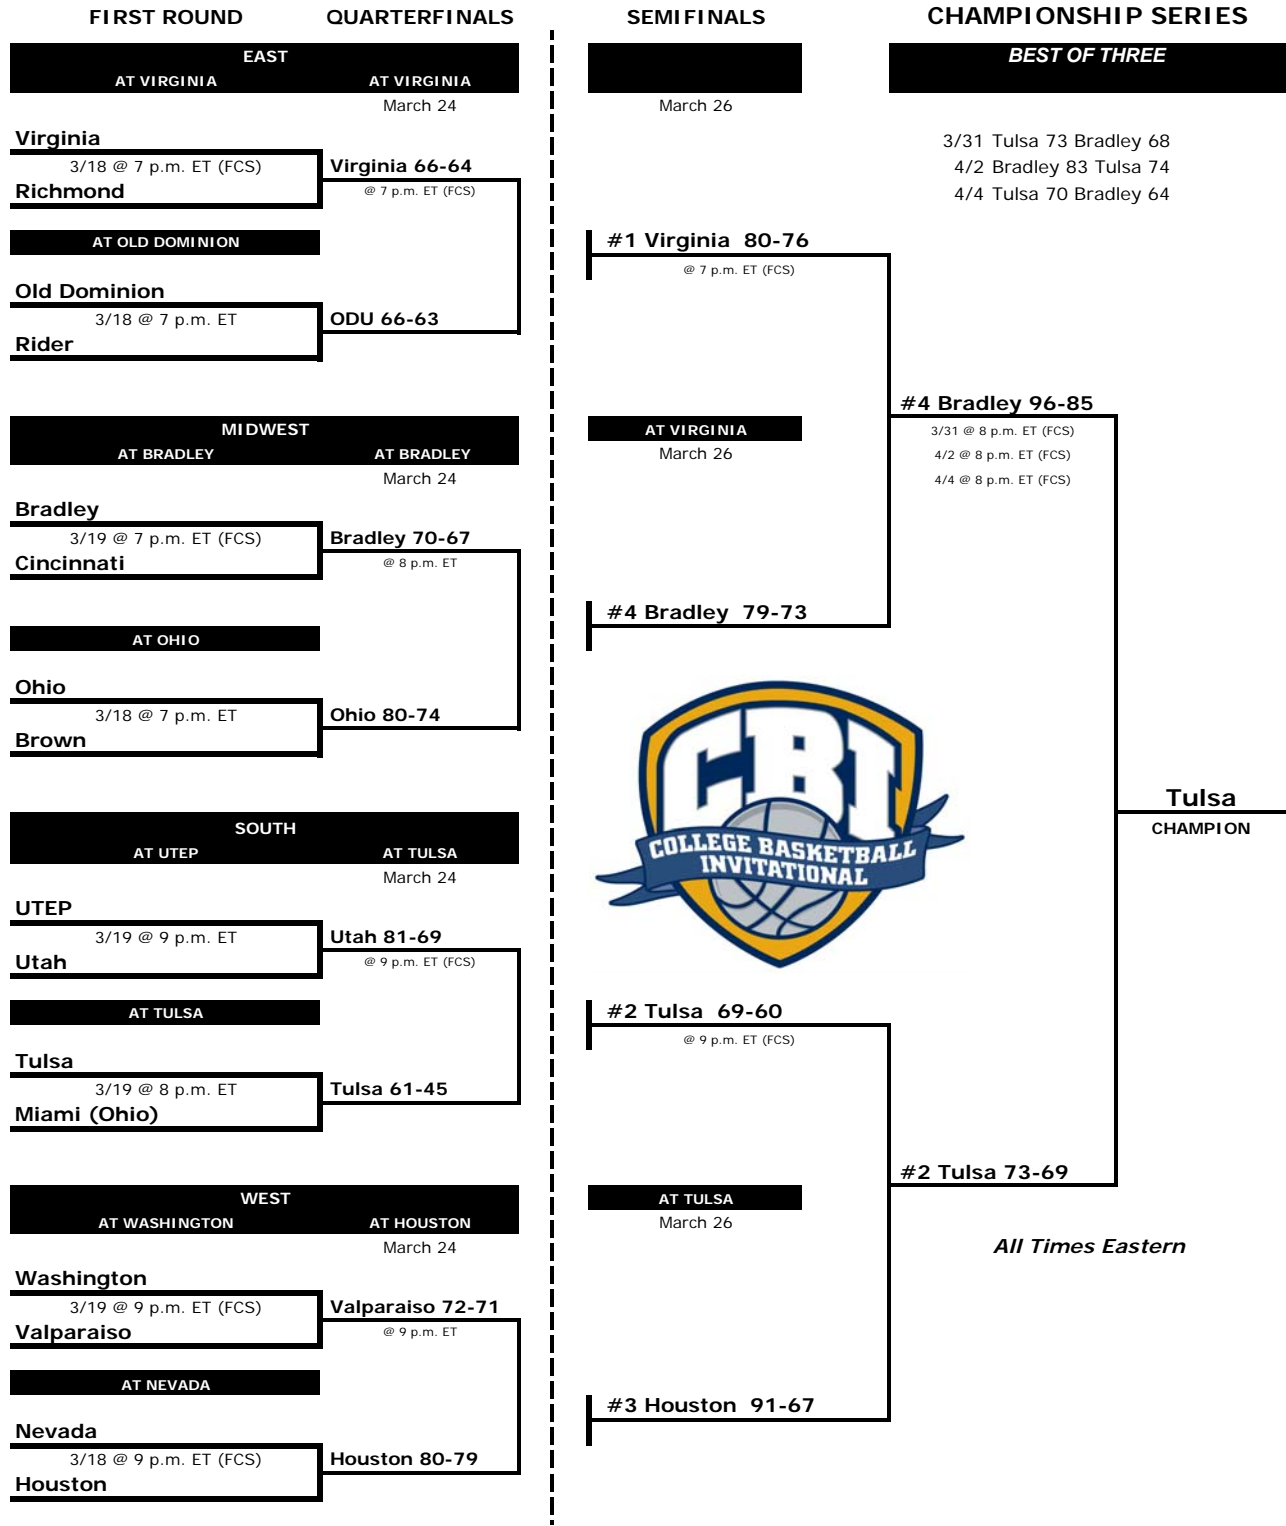 FIRST ROUND QUARTERFINALS SEMIFINALS CHAMPIONSHIP SERIES
EAST
AT VIRGINIA AT VIRGINIA
BEST OF THREE
March 24
March 26
Virginia
3/18 @ 7 p.m. ET (FCS)
Richmond
Virginia 66-64
@ 7 p.m. ET (FCS)
3/31 Tulsa 73 Bradley 68
4/2 Bradley 83 Tulsa 74
4/4 Tulsa 70 Bradley 64
AT OLD DOMINION
#1 Virginia 80-76
@ 7 p.m. ET (FCS)
Old Dominion
3/18 @ 7 p.m. ET
Rider
ODU 66-63
#4 Bradley 96-85
3/31 @ 8 p.m. ET (FCS)
4/2 @ 8 p.m. ET (FCS)
4/4 @ 8 p.m. ET (FCS)
MIDWEST
AT BRADLEY AT BRADLEY
March 24
AT VIRGINIA
March 26
Bradley
3/19 @ 7 p.m. ET (FCS)
Cincinnati
Bradley 70-67
@ 8 p.m. ET
#4 Bradley 79-73
AT OHIO
Ohio
3/18 @ 7 p.m. ET
Brown
Ohio 80-74
CBI
COLLEGE BASKETBALL
INVITATIONAL
Tulsa
CHAMPION
SOUTH
AT UTEP AT TULSA
March 24
UTEP
3/19 @ 9 p.m. ET
Utah
Utah 81-69
@ 9 p.m. ET (FCS)
AT TULSA
#2 Tulsa 69-60
@ 9 p.m. ET (FCS)
Tulsa
3/19 @ 8 p.m. ET
Miami (Ohio)
Tulsa 61-45
#2 Tulsa 73-69
WEST
AT WASHINGTON AT HOUSTON
March 24
AT TULSA
March 26
All Times Eastern
Washington
3/19 @ 9 p.m. ET (FCS)
Valparaiso
Valparaiso 72-71
@ 9 p.m. ET
AT NEVADA
#3 Houston 91-67
Nevada
3/18 @ 9 p.m. ET (FCS)
Houston
Houston 80-79